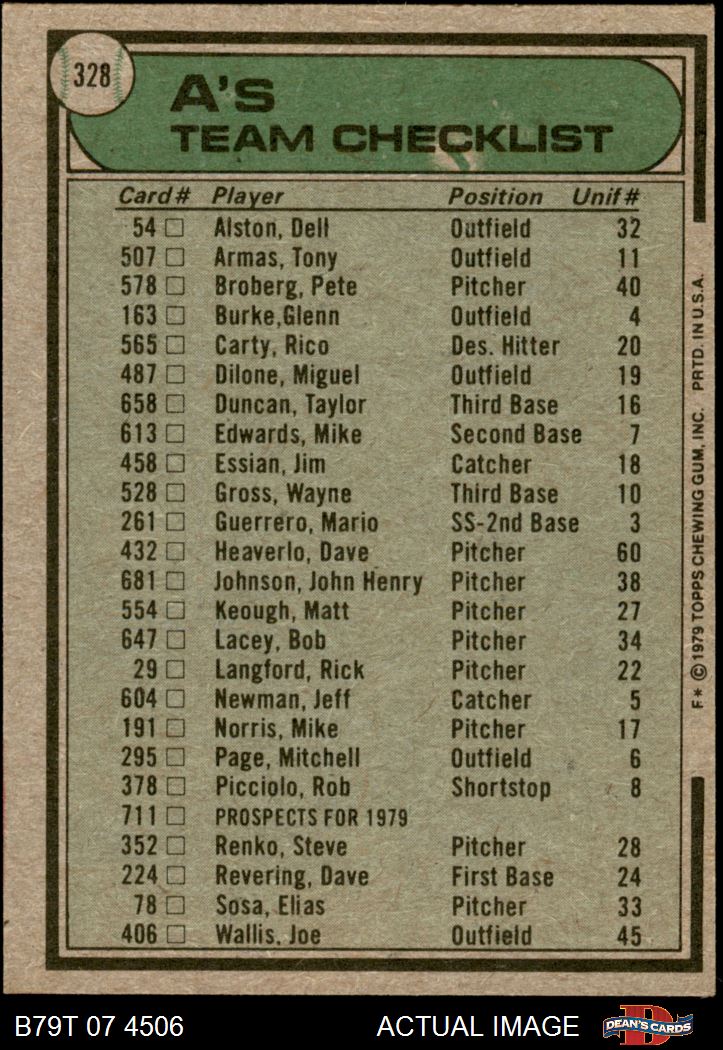 328
A'S
TEAM CHECKLIST
Card# Player Position Unif#
54 □ Alston, Dell Outfield 32
507 □ Armas, Tony Outfield 11
578 □ Broberg, Pete Pitcher 40
163 □ Burke,Glenn Outfield 4
565 □ Carty, Rico Des. Hitter 20
487 □ Dilone, Miguel Outfield 19
658 □ Duncan, Taylor Third Base 16
613 □ Edwards, Mike Second Base 7
458 □ Essian, Jim Catcher 18
528 □ Gross, Wayne Third Base 10
261 □ Guerrero, Mario SS-2nd Base 3
432 □ Heaverlo, Dave Pitcher 60
681 □ Johnson, John Henry Pitcher 38
554 □ Keough, Matt Pitcher 27
647 □ Lacey, Bob Pitcher 34
29 □ Langford, Rick Pitcher 22
604 □ Newman, Jeff Catcher 5
191 □ Norris, Mike Pitcher 17
295 □ Page, Mitchell Outfield 6
378 □ Picciolo, Rob Shortstop 8
711 □ PROSPECTS FOR 1979
352 □ Renko, Steve Pitcher 28
224 □ Revering, Dave First Base 24
78 □ Sosa, Elias Pitcher 33
406 □ Wallis, Joe Outfield 45
F* © 1979 TOPPS CHEWING GUM, INC. PRTD. IN U.S.A.
B79T 07 4506 ACTUAL IMAGE
D
DEAN'S CARDS